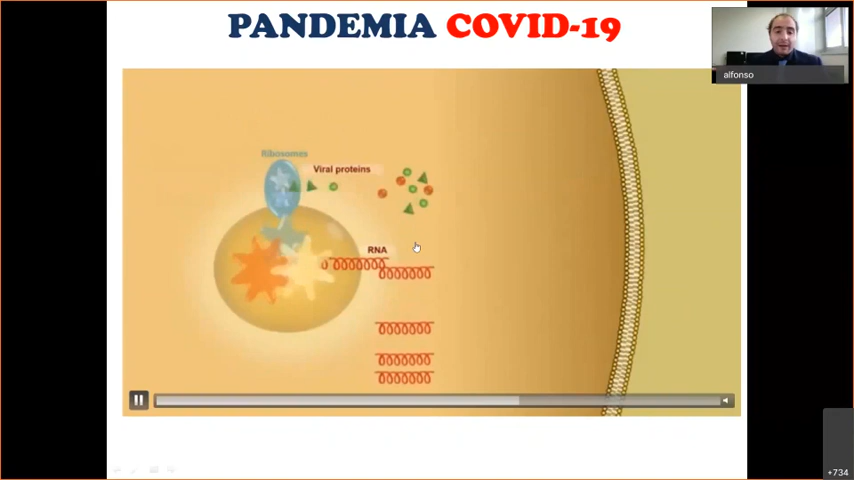 PANDEMIA COVID-19
alfonso
Ribosomes
Viral proteins
RNA
+734